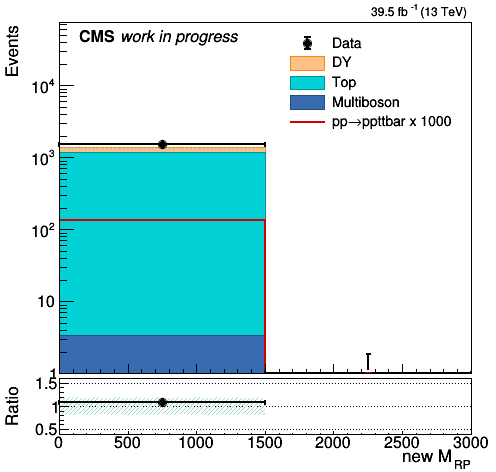 39.5 fb⁻¹ (13 TeV)
CMS work in progress
Data
DY
Top
Multiboson
pp→ppttbar x 1000
Events
10⁴
10³
10²
10
1
Ratio
1.5
1
0.5
0 500 1000 1500 2000 2500 3000
new M_RP